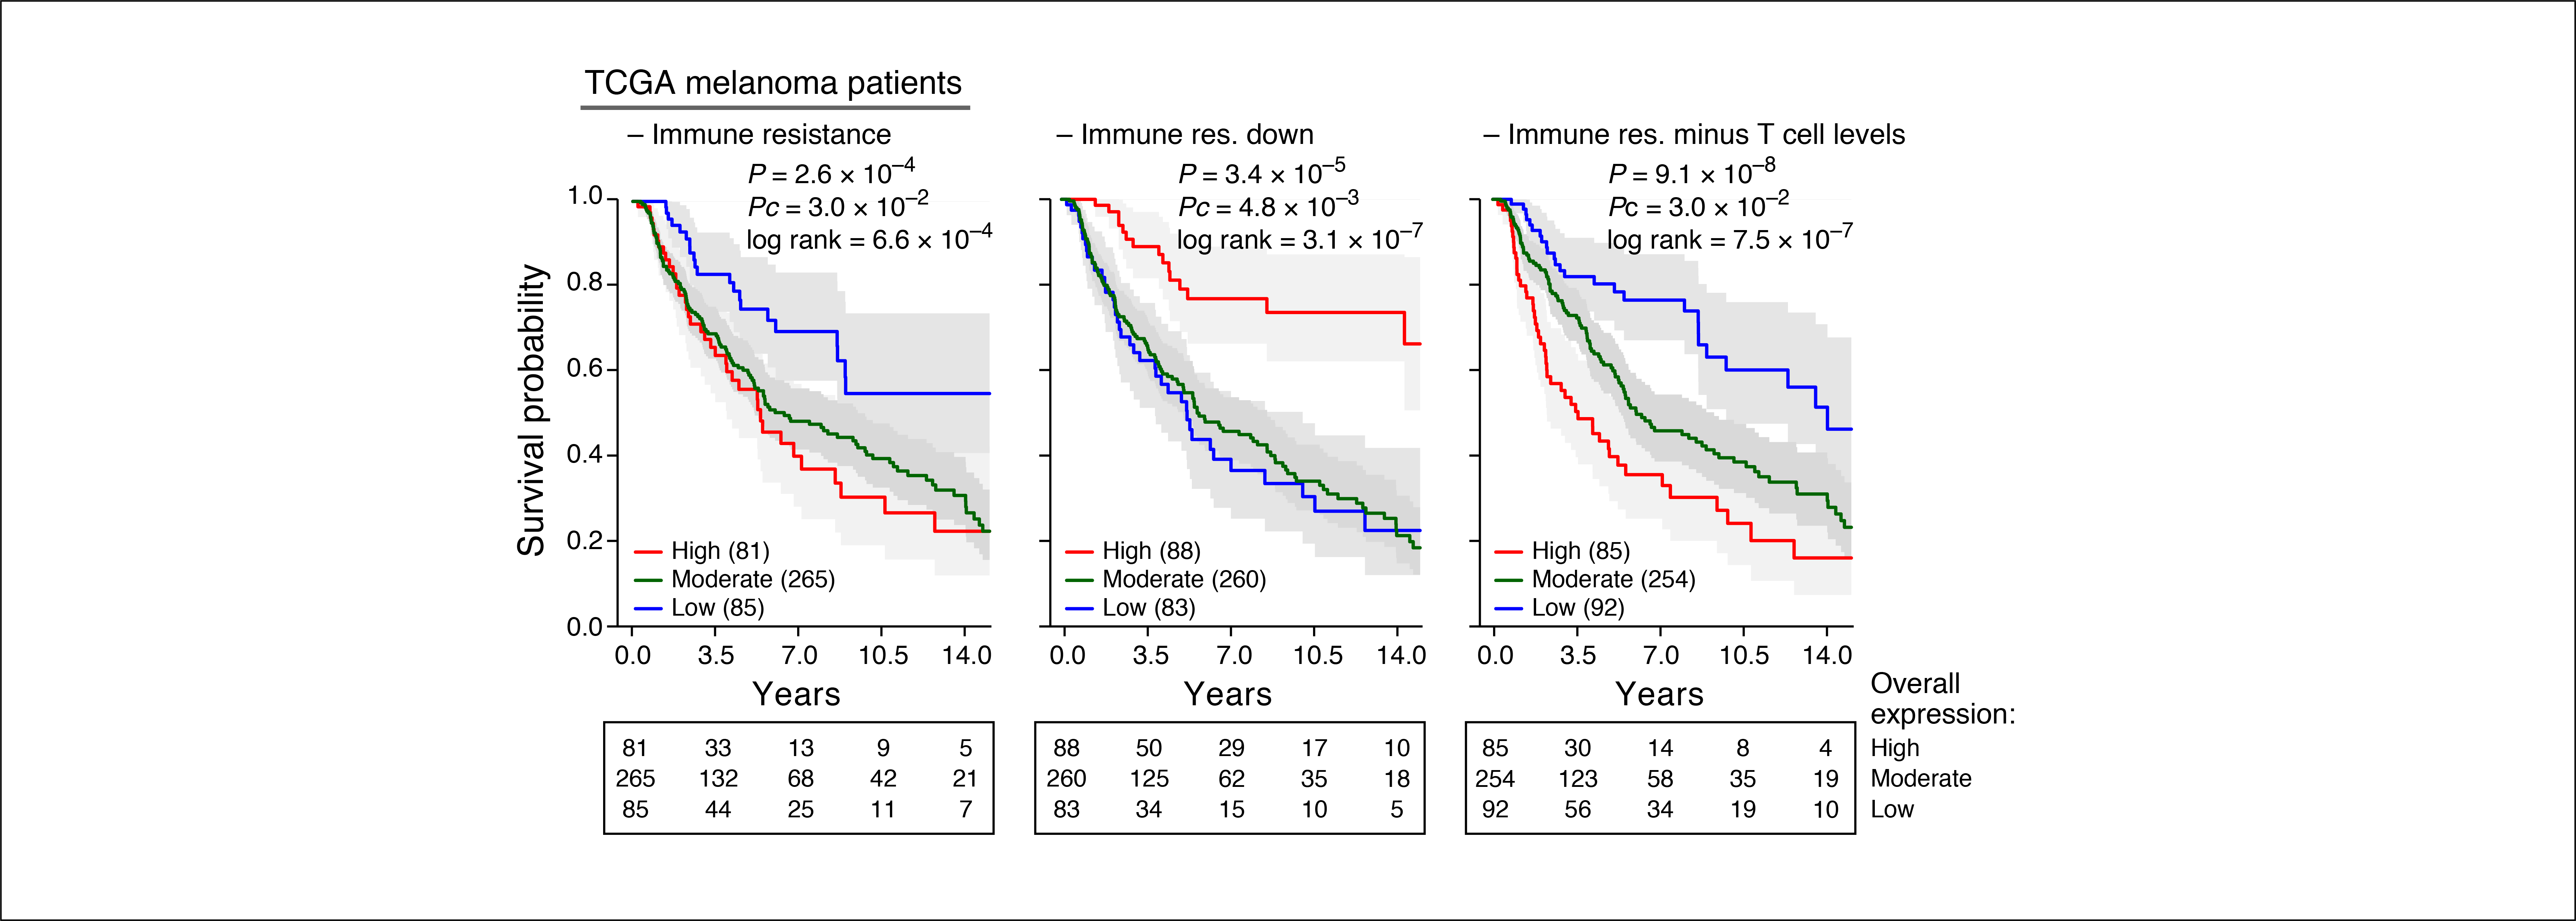 TCGA melanoma patients
– Immune resistance
P = 2.6 × 10⁻⁴
Pc = 3.0 × 10⁻²
log rank = 6.6 × 10⁻⁴
Survival probability
1.0
0.8
0.6
0.4
0.2
0.0
High (81)
Moderate (265)
Low (85)
0.0 3.5 7.0 10.5 14.0
Years
81 33 13 9 5
265 132 68 42 21
85 44 25 11 7
– Immune res. down
P = 3.4 × 10⁻⁵
Pc = 4.8 × 10⁻³
log rank = 3.1 × 10⁻⁷
High (88)
Moderate (260)
Low (83)
0.0 3.5 7.0 10.5 14.0
Years
88 50 29 17 10
260 125 62 35 18
83 34 15 10 5
– Immune res. minus T cell levels
P = 9.1 × 10⁻⁸
Pc = 3.0 × 10⁻²
log rank = 7.5 × 10⁻⁷
High (85)
Moderate (254)
Low (92)
0.0 3.5 7.0 10.5 14.0
Years
85 30 14 8 4
254 123 58 35 19
92 56 34 19 10
Overall
expression:
High
Moderate
Low